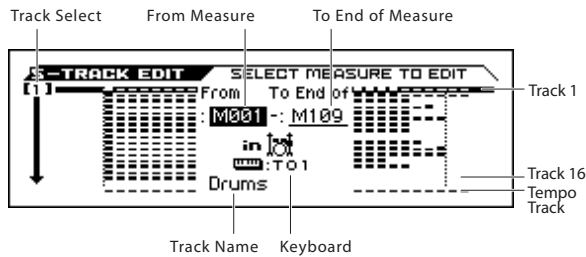 Track Select
From Measure
To End of Measure
S-TRACK EDIT
SELECT MEASURE TO EDIT
[1]
From
To End of
: M001 -: M109
in
:T01
Drums
Track 1
Track 16
Tempo
Track
Track Name
Keyboard